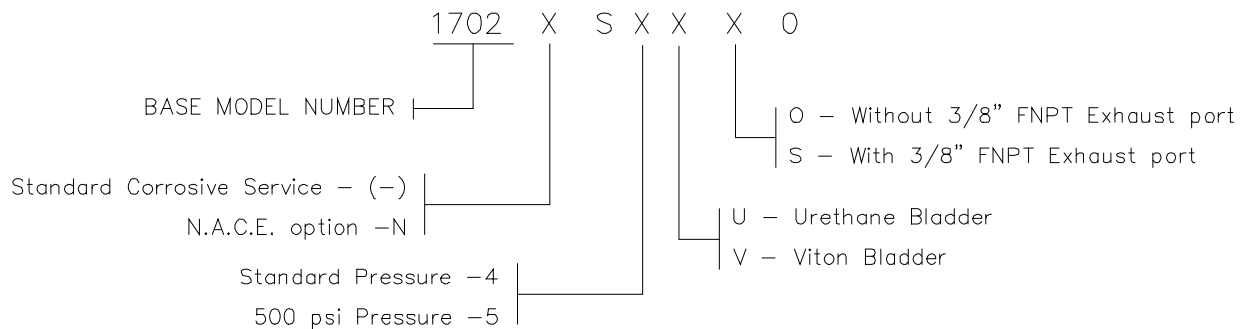 1702 X S X X X 0
BASE MODEL NUMBER
O – Without 3/8” FNPT Exhaust port
S – With 3/8” FNPT Exhaust port
Standard Corrosive Service – (–)
N.A.C.E. option –N
U – Urethane Bladder
V – Viton Bladder
Standard Pressure –4
500 psi Pressure –5